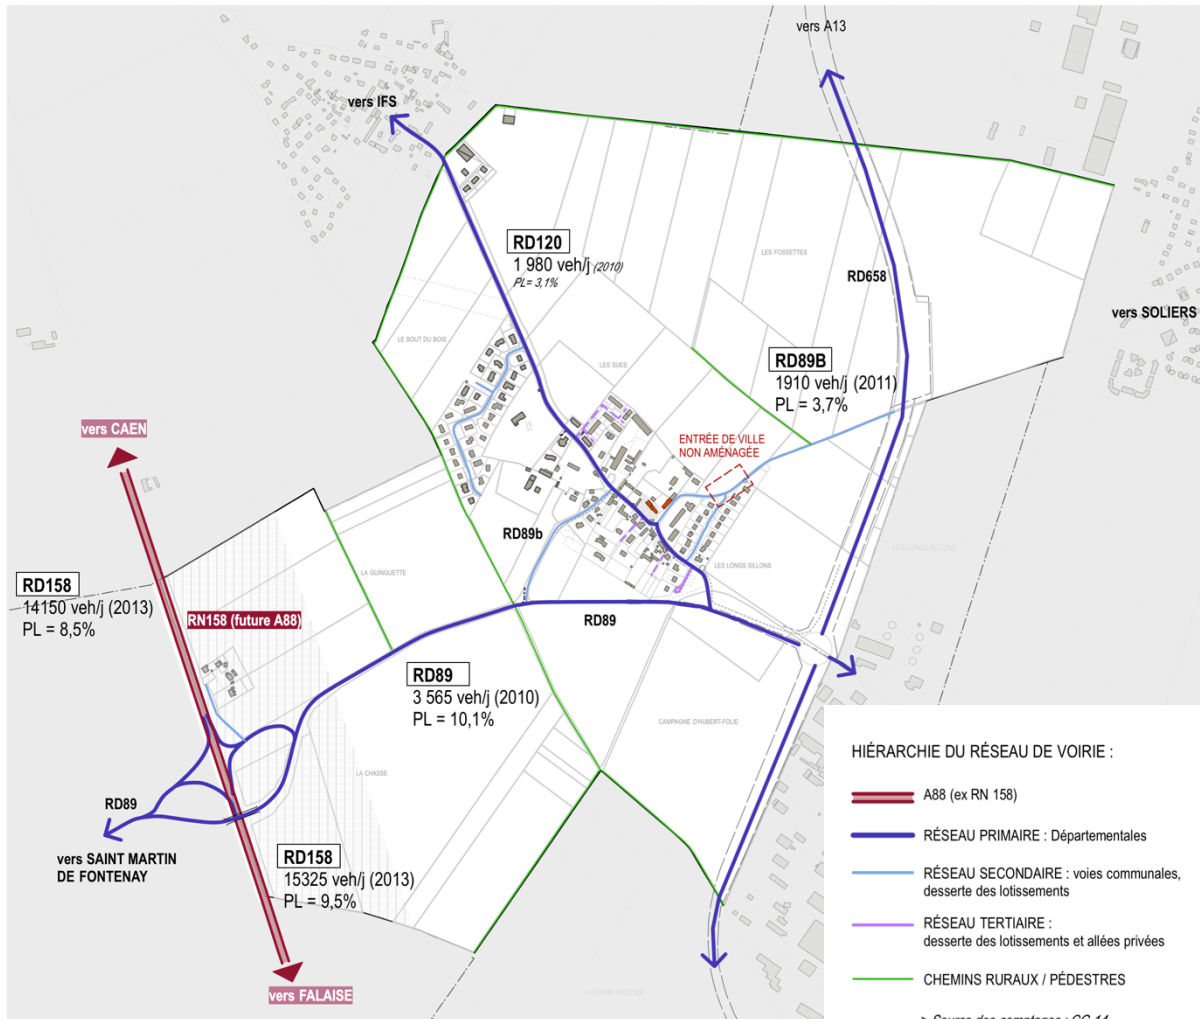 vers A13
vers IFS
RD120
1 980 veh/j (2010)
PL= 3,1%
LES FOSSETTES
RD658
vers SOLIERS
LE BOUT DU BOIS
LES SUES
RD89B
1910 veh/j (2011)
PL = 3,7%
vers CAEN
ENTRÉE DE VILLE
NON AMÉNAGÉE
RD89b
LES LONGS SILLONS
LES LONGS SILLONS
LA GUINGUETTE
RD158
14150 veh/j (2013)
PL = 8,5%
RN158 (future A88)
RD89
RD89
3 565 veh/j (2010)
PL = 10,1%
CAMPAGNE D'HUBERT-FOLIE
LA CHASSE
RD89
vers SAINT MARTIN
DE FONTENAY
RD158
15325 veh/j (2013)
PL = 9,5%
vers FALAISE
HIÉRARCHIE DU RÉSEAU DE VOIRIE :
A88 (ex RN 158)
RÉSEAU PRIMAIRE : Départementales
RÉSEAU SECONDAIRE : voies communales,
desserte des lotissements
RÉSEAU TERTIAIRE :
desserte des lotissements et allées privées
CHEMINS RURAUX / PÉDESTRES